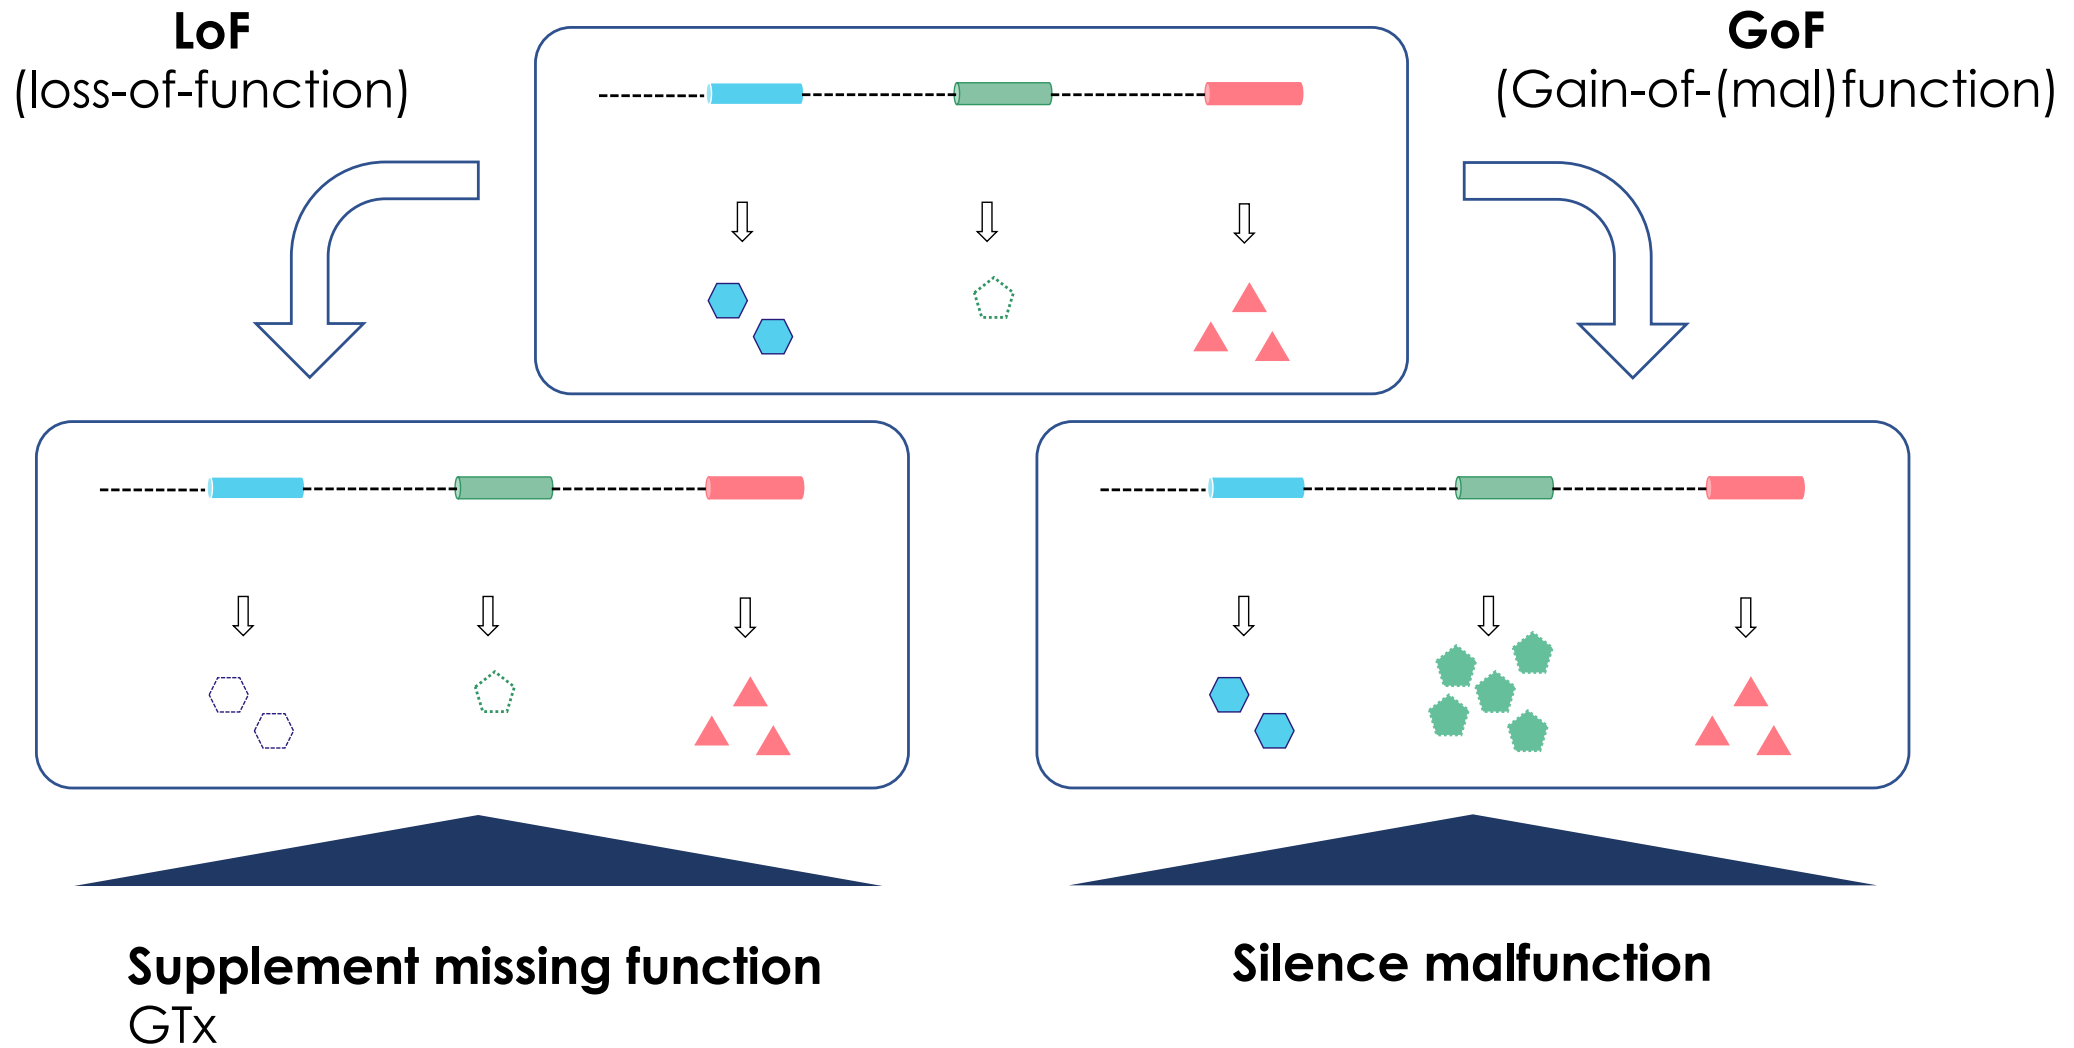 LoF
(loss-of-function)
GoF
(Gain-of-(mal)function)
Supplement missing function
GTx
Silence malfunction